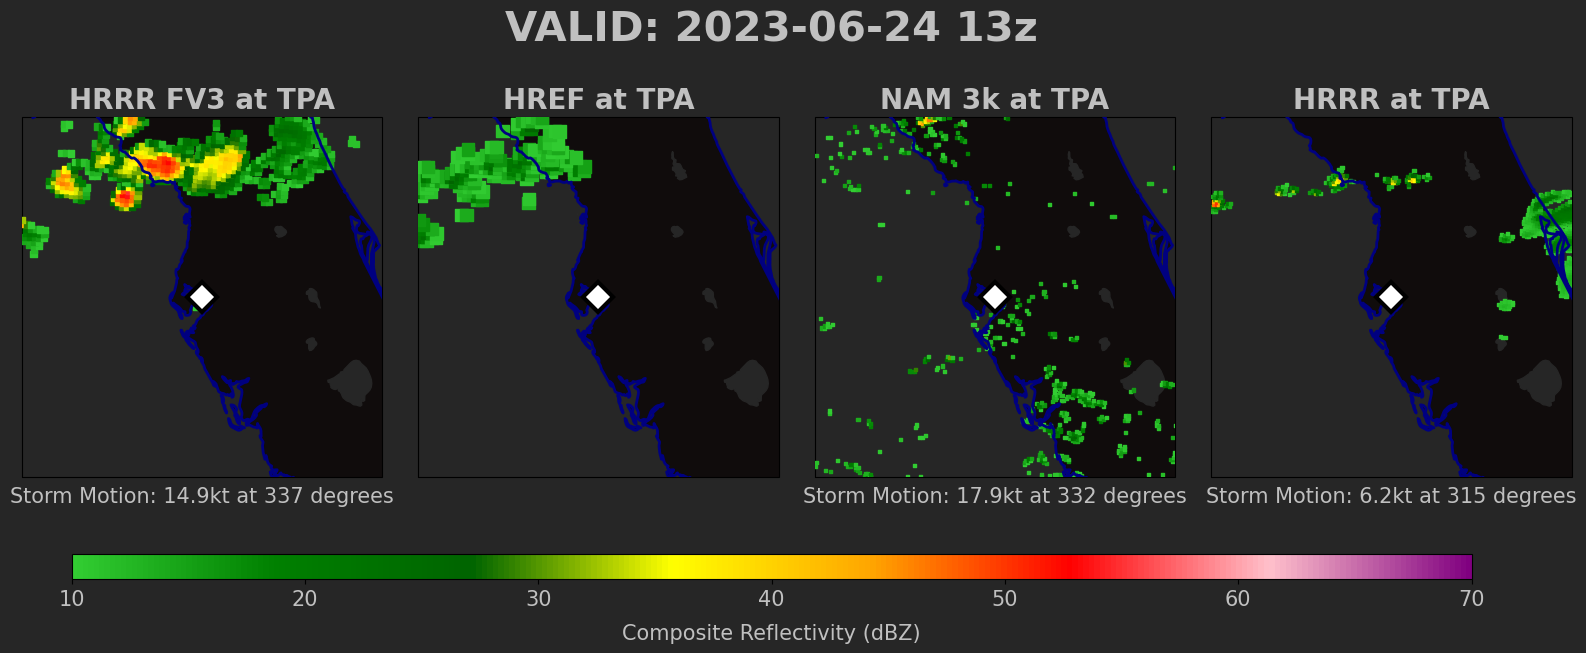 VALID: 2023-06-24 13z
HRRR FV3 at TPA
HREF at TPA
NAM 3k at TPA
HRRR at TPA
Storm Motion: 14.9kt at 337 degrees
Storm Motion: 17.9kt at 332 degrees
Storm Motion: 6.2kt at 315 degrees
10 20 30 40 50 60 70
Composite Reflectivity (dBZ)